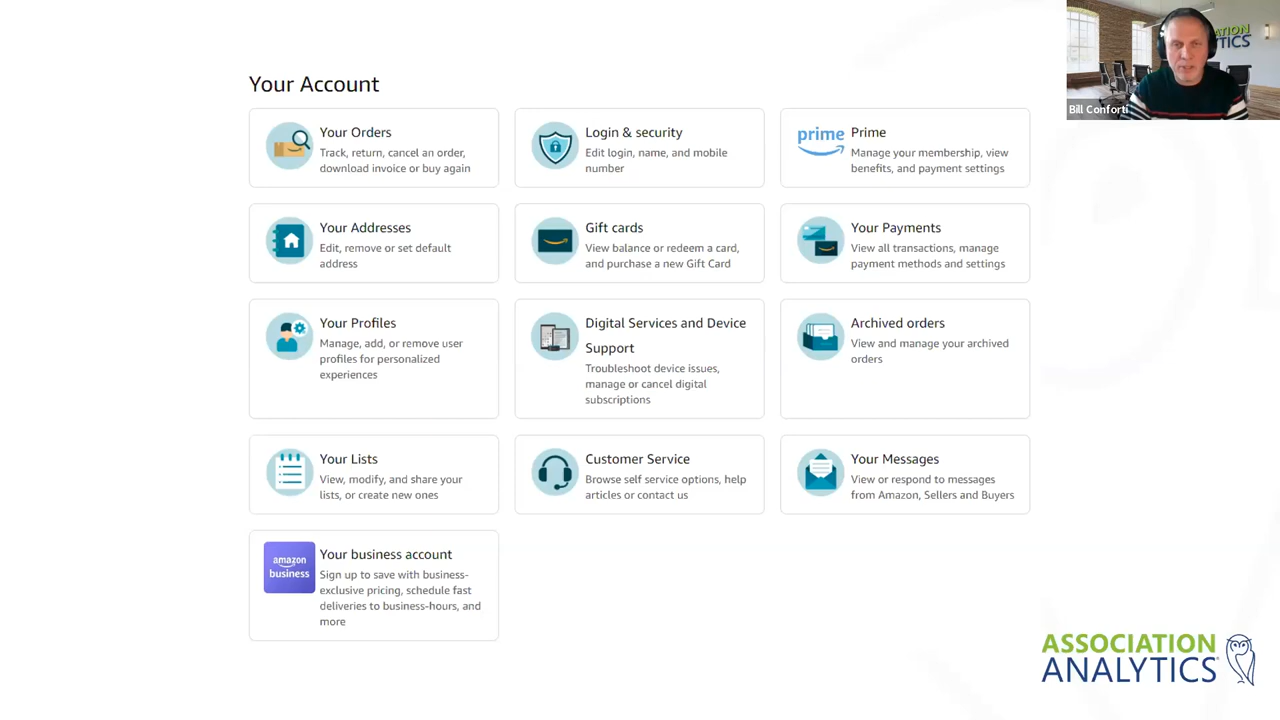 ATION
YTICS
Bill Conforti
Your Account
Your Orders
Track, return, cancel an order,
download invoice or buy again
Login & security
Edit login, name, and mobile
number
prime
Prime
Manage your membership, view
benefits, and payment settings
Your Addresses
Edit, remove or set default
address
Gift cards
View balance or redeem a card,
and purchase a new Gift Card
Your Payments
View all transactions, manage
payment methods and settings
Your Profiles
Manage, add, or remove user
profiles for personalized
experiences
Digital Services and Device
Support
Troubleshoot device issues,
manage or cancel digital
subscriptions
Archived orders
View and manage your archived
orders
Your Lists
View, modify, and share your
lists, or create new ones
Customer Service
Browse self service options, help
articles or contact us
Your Messages
View or respond to messages
from Amazon, Sellers and Buyers
amazon
business
Your business account
Sign up to save with business-
exclusive pricing, schedule fast
deliveries to business-hours, and
more
ASSOCIATION
ANALYTICS